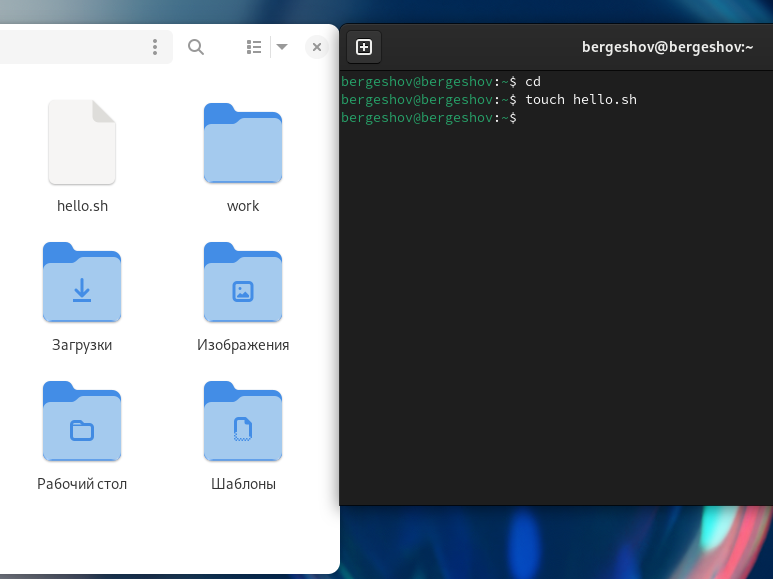 hello.sh
work
Загрузки
Изображения
Рабочий стол
Шаблоны
bergeshov@bergeshov:~
bergeshov@bergeshov:~$ cd
bergeshov@bergeshov:~$ touch hello.sh
bergeshov@bergeshov:~$